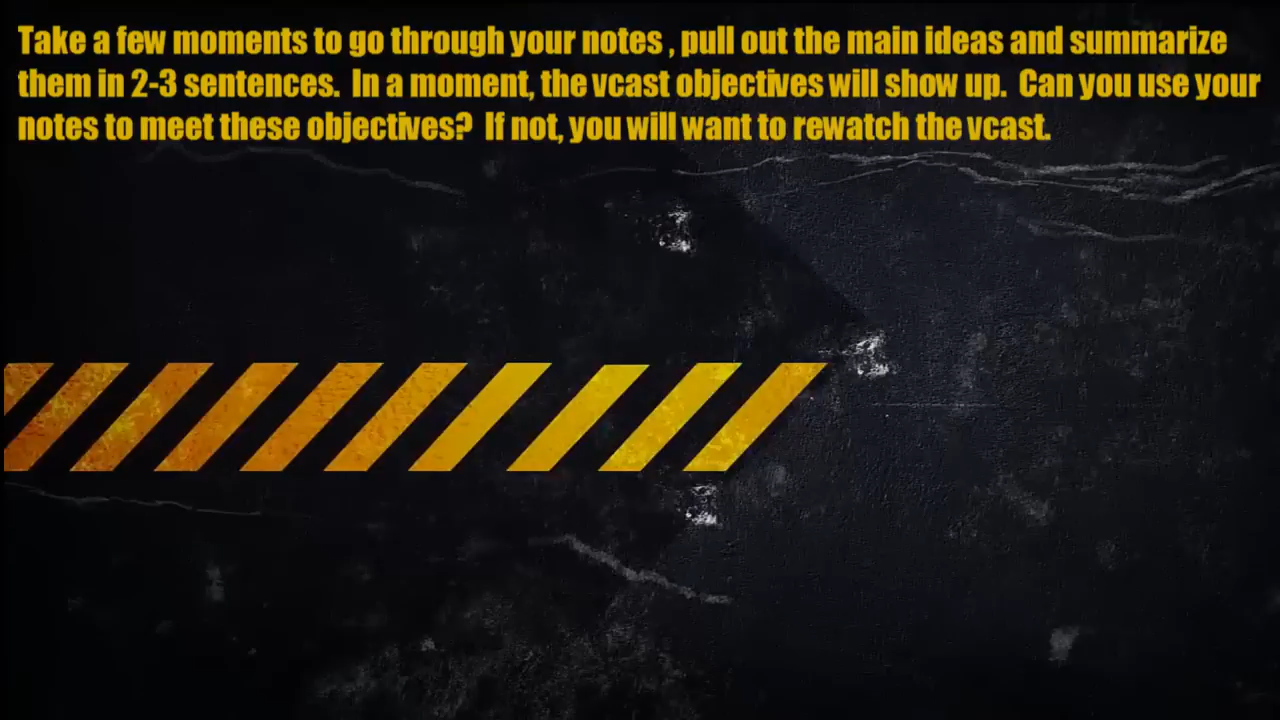 Take a few moments to go through your notes , pull out the main ideas and summarize
them in 2-3 sentences.  In a moment, the vcast objectives will show up.  Can you use your
notes to meet these objectives?  If not, you will want to rewatch the vcast.